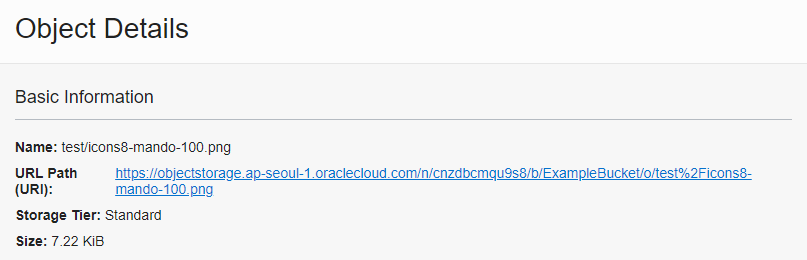 Object Details
Basic Information
Name: test/icons8-mando-100.png
URL Path https://objectstorage.ap-seoul-1.oraclecloud.com/n/cnzdbcmqu9s8/b/ExampleBucket/o/test%2Ficons8-
(URI): mando-100.png
Storage Tier: Standard
Size: 7.22 KiB